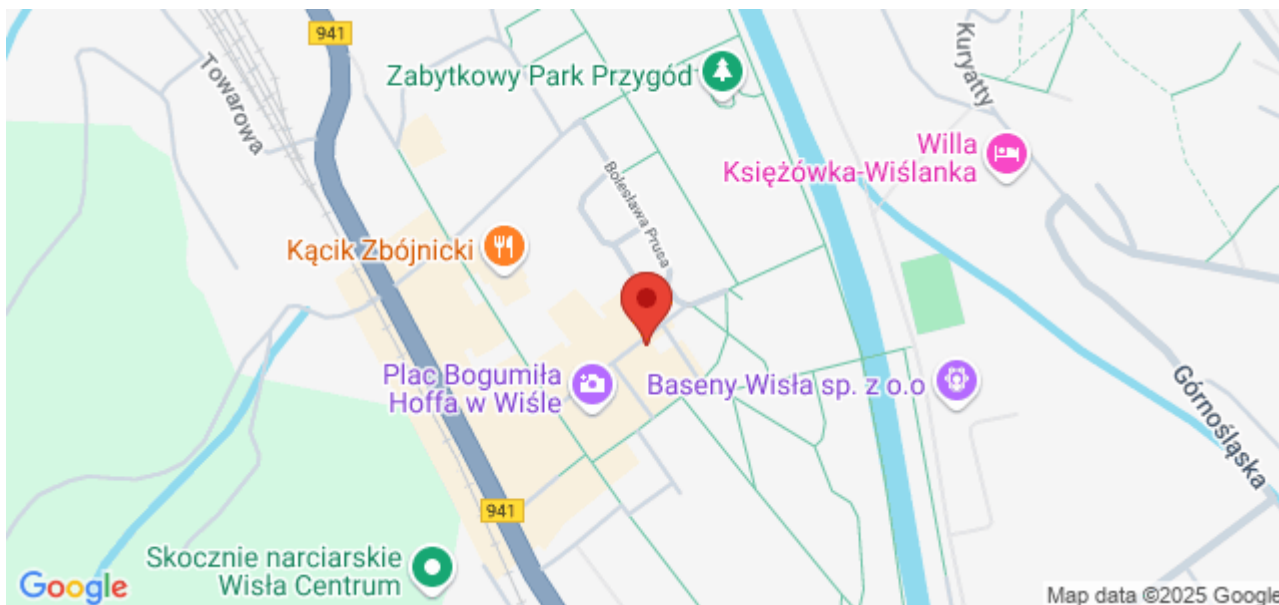 941
Towarowa
Zabytkowy Park Przygód
Kuryatty
Willa
Księżówka-Wiślanka
Bolesława Prusa
Kącik Zbójnicki
Plac Bogumiła
Hoffa w Wiśle
Baseny Wisła sp. z o.o
Górnośląska
941
Skocznie narciarskie
Wisła Centrum
Google
Map data ©2025 Google